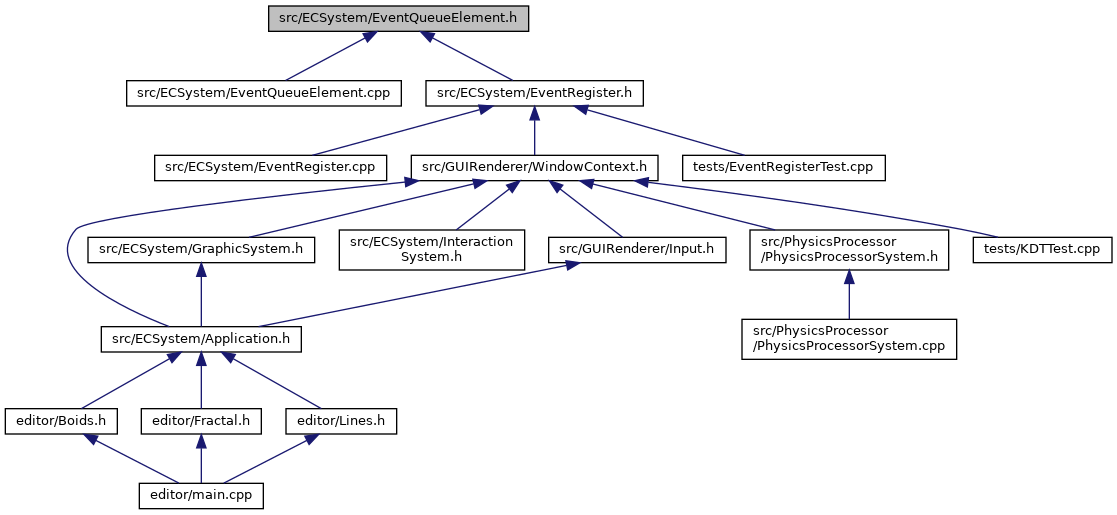 src/ECSystem/EventQueueElement.h
src/ECSystem/EventQueueElement.cpp
src/ECSystem/EventRegister.h
src/ECSystem/EventRegister.cpp
src/GUIRenderer/WindowContext.h
tests/EventRegisterTest.cpp
src/ECSystem/GraphicSystem.h
src/ECSystem/Interaction
System.h
src/GUIRenderer/Input.h
src/PhysicsProcessor
/PhysicsProcessorSystem.h
tests/KDTTest.cpp
src/ECSystem/Application.h
src/PhysicsProcessor
/PhysicsProcessorSystem.cpp
editor/Boids.h
editor/Fractal.h
editor/Lines.h
editor/main.cpp